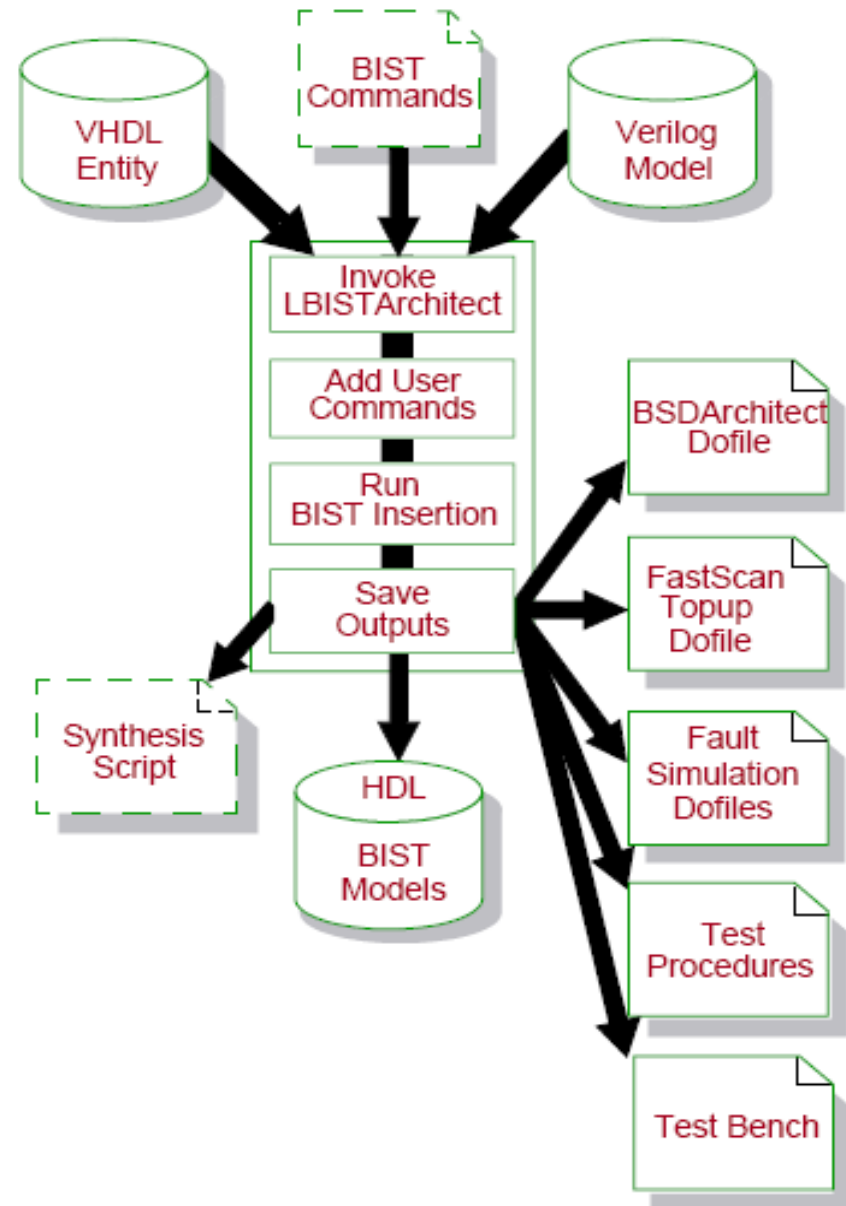 VHDL
Entity
BIST
Commands
Verilog
Model
Invoke
LBISTArchitect
Add User
Commands
Run
BIST Insertion
Save
Outputs
BSDArchitect
Dofile
FastScan
Topup
Dofile
Fault
Simulation
Dofiles
Test
Procedures
Test Bench
Synthesis
Script
HDL
BIST
Models